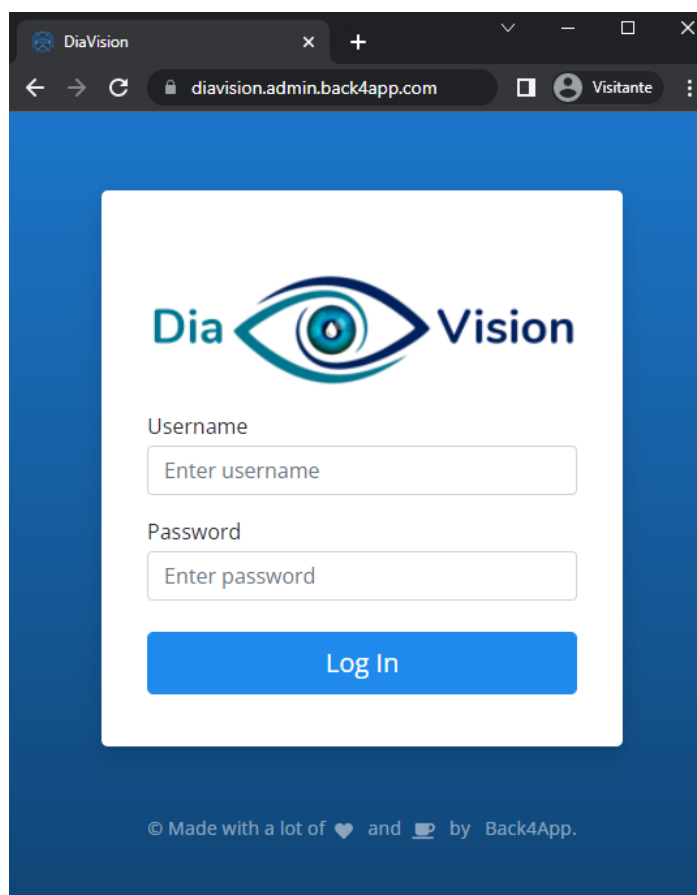 DiaVision
diavision.admin.back4app.com
Visitante
Dia Vision
Username
Enter username
Password
Enter password
Log In
© Made with a lot of and by Back4App.